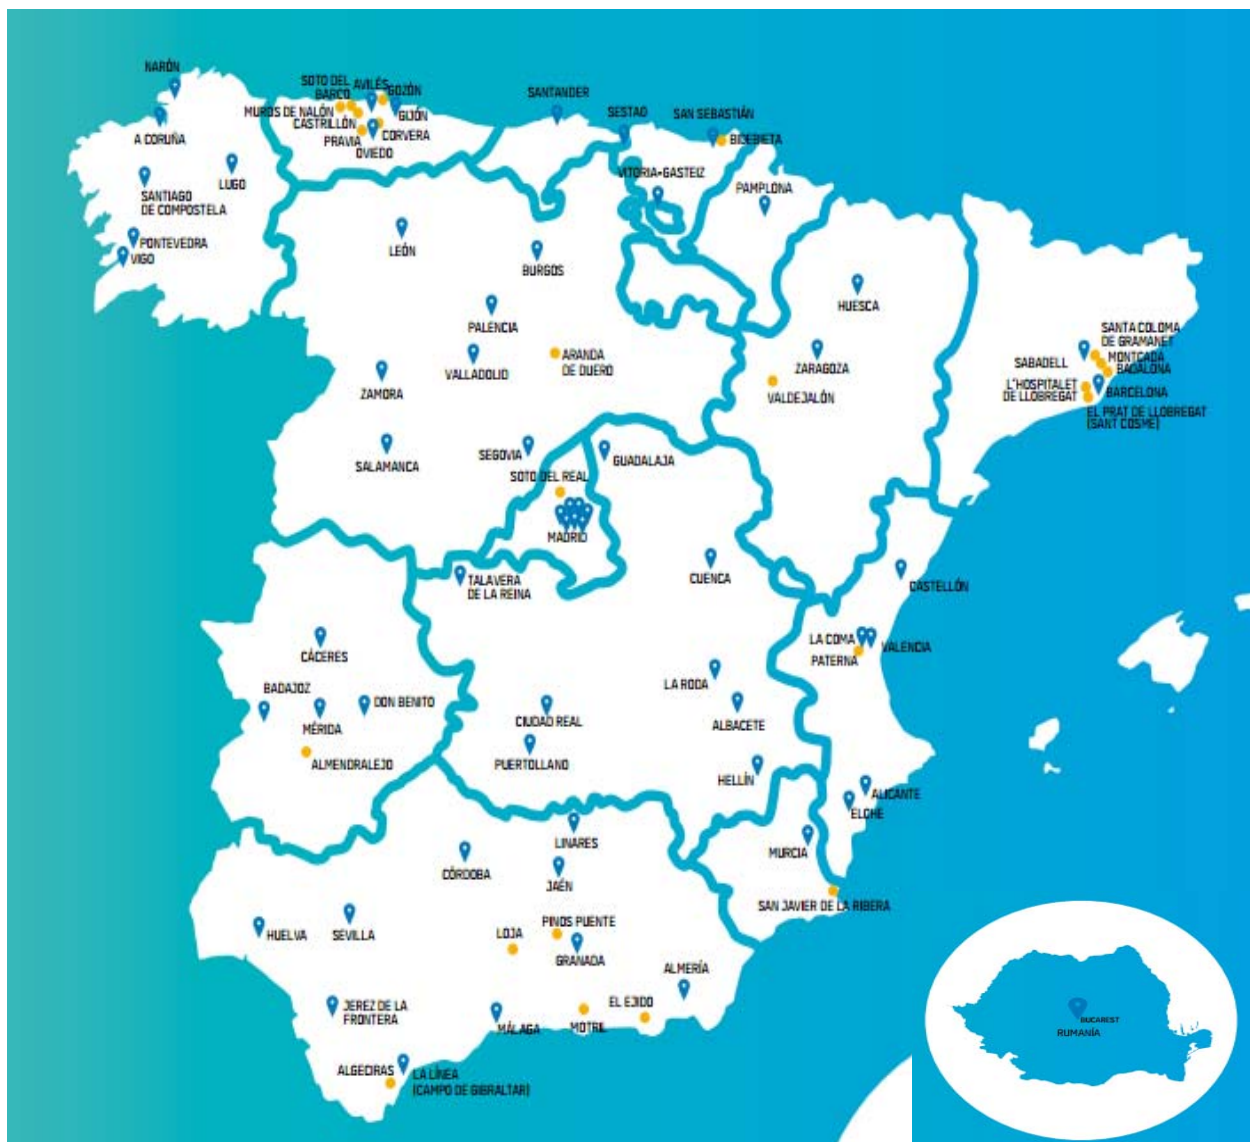 NARÓN
A CORUÑA
LUGO
SANTIAGO
DE COMPOSTELA
PONTEVEDRA
VIGO
SOTO DEL
BARCO
AVILÉS
GOZÓN
MUROS DE NALÓN
GIJÓN
CASTRILLÓN
CORVERA
PRAVIA
OVIEDO
SANTANDER
SESTAO
SAN SEBASTIÁN
BIDEBIETA
VITORIA-GASTEIZ
PAMPLONA
LEÓN
BURGOS
PALENCIA
VALLADOLID
ARANDA
DE DUERO
ZAMORA
SALAMANCA
SEGOVIA
HUESCA
ZARAGOZA
VALDEJALÓN
SANTA COLOMA
DE GRAMANET
MONTCADA
BADALONA
SABADELL
L'HOSPITALET
DE LLOBREGAT
BARCELONA
EL PRAT DE LLOBREGAT
(SANT COSME)
SOTO DEL REAL
MADRID
GUADALAJA
CUENCA
TALAVERA
DE LA REINA
CASTELLÓN
LA COMA
VALENCIA
PATERNA
CÁCERES
BADAJOZ
DON BENITO
MÉRIDA
ALMENDRALEJO
LA RODA
ALBACETE
CIUDAD REAL
PUERTOLLANO
HELLÍN
ALICANTE
ELCHE
MURCIA
SAN JAVIER DE LA RIBERA
LINARES
CÓRDOBA
JAÉN
HUELVA
SEVILLA
LOJA
PINOS PUENTE
GRANADA
ALMERÍA
JEREZ DE LA
FRONTERA
MÁLAGA
MOTRIL
EL EJIDO
ALGECIRAS
LA LÍNEA
(CAMPO DE GIBRALTAR)
BUCAREST
RUMANÍA